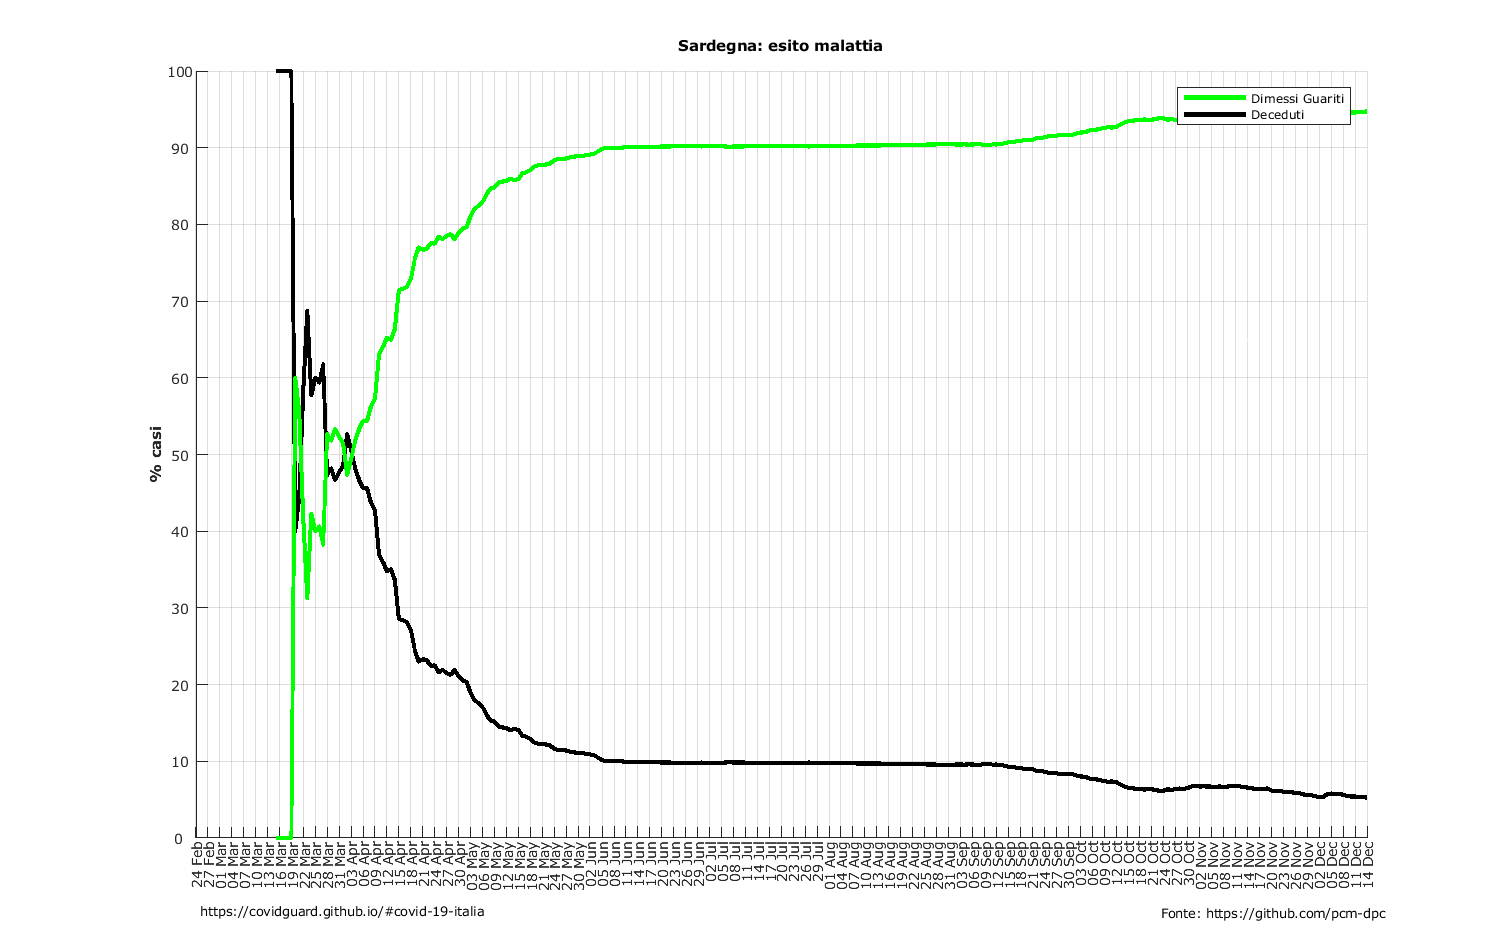 Sardegna: esito malattia
100
90
80
70
60
50
40
30
20
10
0
% casi
Dimessi Guariti
Deceduti
24 Feb
27 Feb
01 Mar
04 Mar
07 Mar
10 Mar
13 Mar
16 Mar
19 Mar
22 Mar
25 Mar
28 Mar
31 Mar
03 Apr
06 Apr
09 Apr
12 Apr
15 Apr
18 Apr
21 Apr
24 Apr
27 Apr
30 Apr
03 May
06 May
09 May
12 May
15 May
18 May
21 May
24 May
27 May
30 May
02 Jun
05 Jun
08 Jun
11 Jun
14 Jun
17 Jun
20 Jun
23 Jun
26 Jun
29 Jun
02 Jul
05 Jul
08 Jul
11 Jul
14 Jul
17 Jul
20 Jul
23 Jul
26 Jul
29 Jul
01 Aug
04 Aug
07 Aug
10 Aug
13 Aug
16 Aug
19 Aug
22 Aug
25 Aug
28 Aug
31 Aug
03 Sep
06 Sep
09 Sep
12 Sep
15 Sep
18 Sep
21 Sep
24 Sep
27 Sep
30 Sep
03 Oct
06 Oct
09 Oct
12 Oct
15 Oct
18 Oct
21 Oct
24 Oct
27 Oct
30 Oct
02 Nov
05 Nov
08 Nov
11 Nov
14 Nov
17 Nov
20 Nov
23 Nov
26 Nov
29 Nov
02 Dec
05 Dec
08 Dec
11 Dec
14 Dec
https://covidguard.github.io/#covid-19-italia
Fonte: https://github.com/pcm-dpc